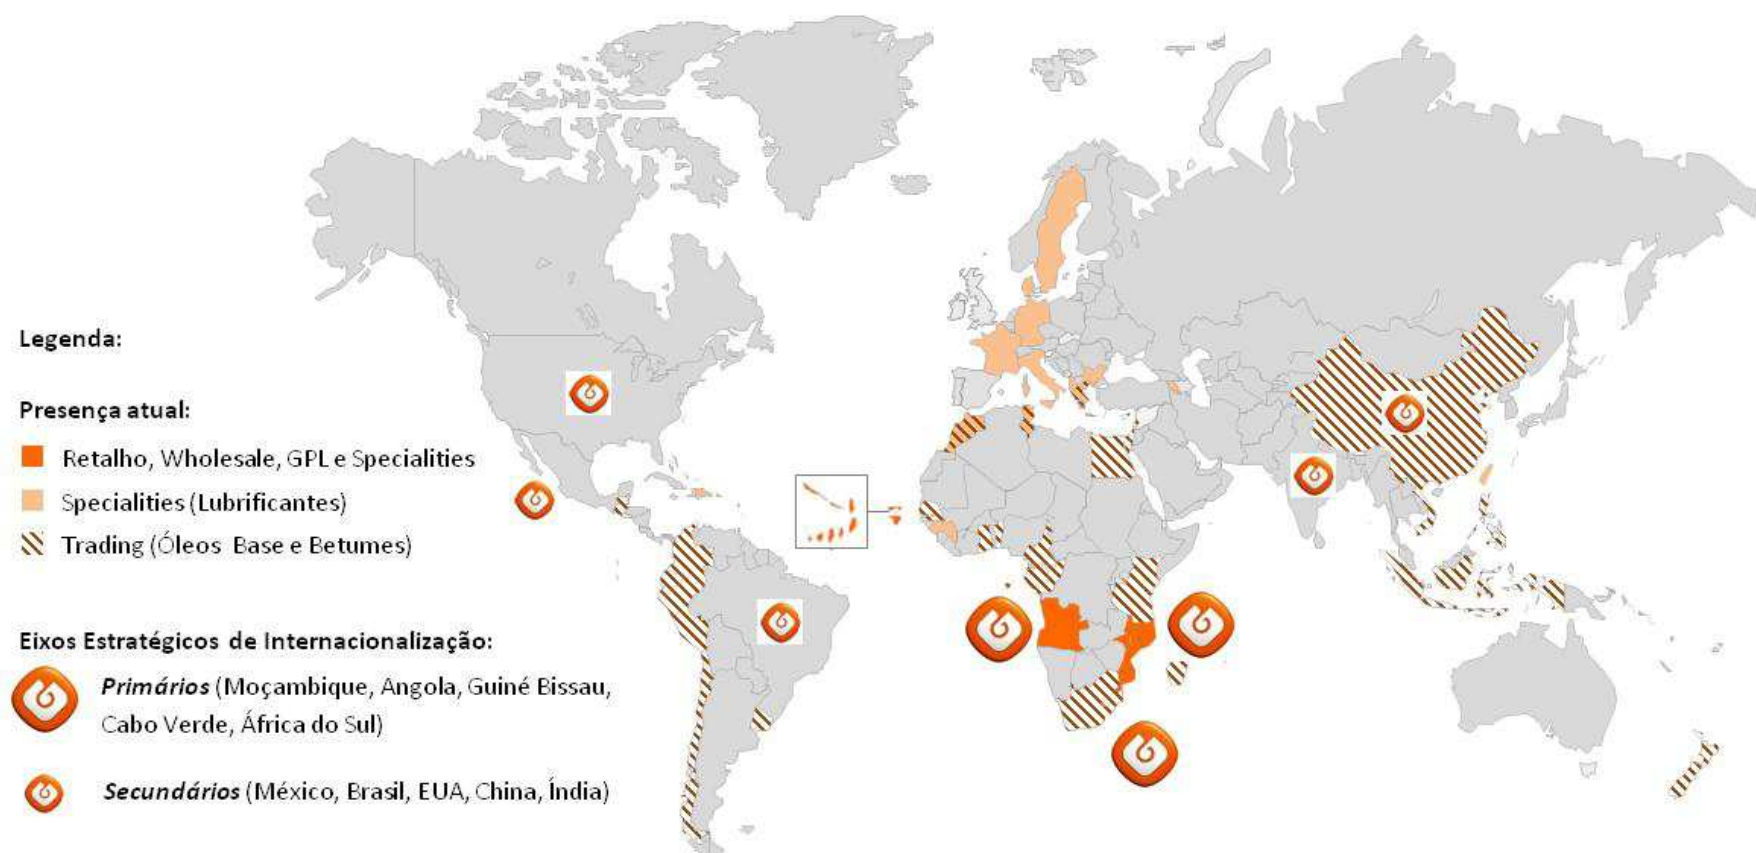 Legenda:
Presença atual:
Retalho, Wholesale, GPL e Specialities
Specialities (Lubrificantes)
Trading (Óleos Base e Betumes)
Eixos Estratégicos de Internacionalização:
Primários (Moçambique, Angola, Guiné Bissau,
Cabo Verde, África do Sul)
Secundários (México, Brasil, EUA, China, Índia)